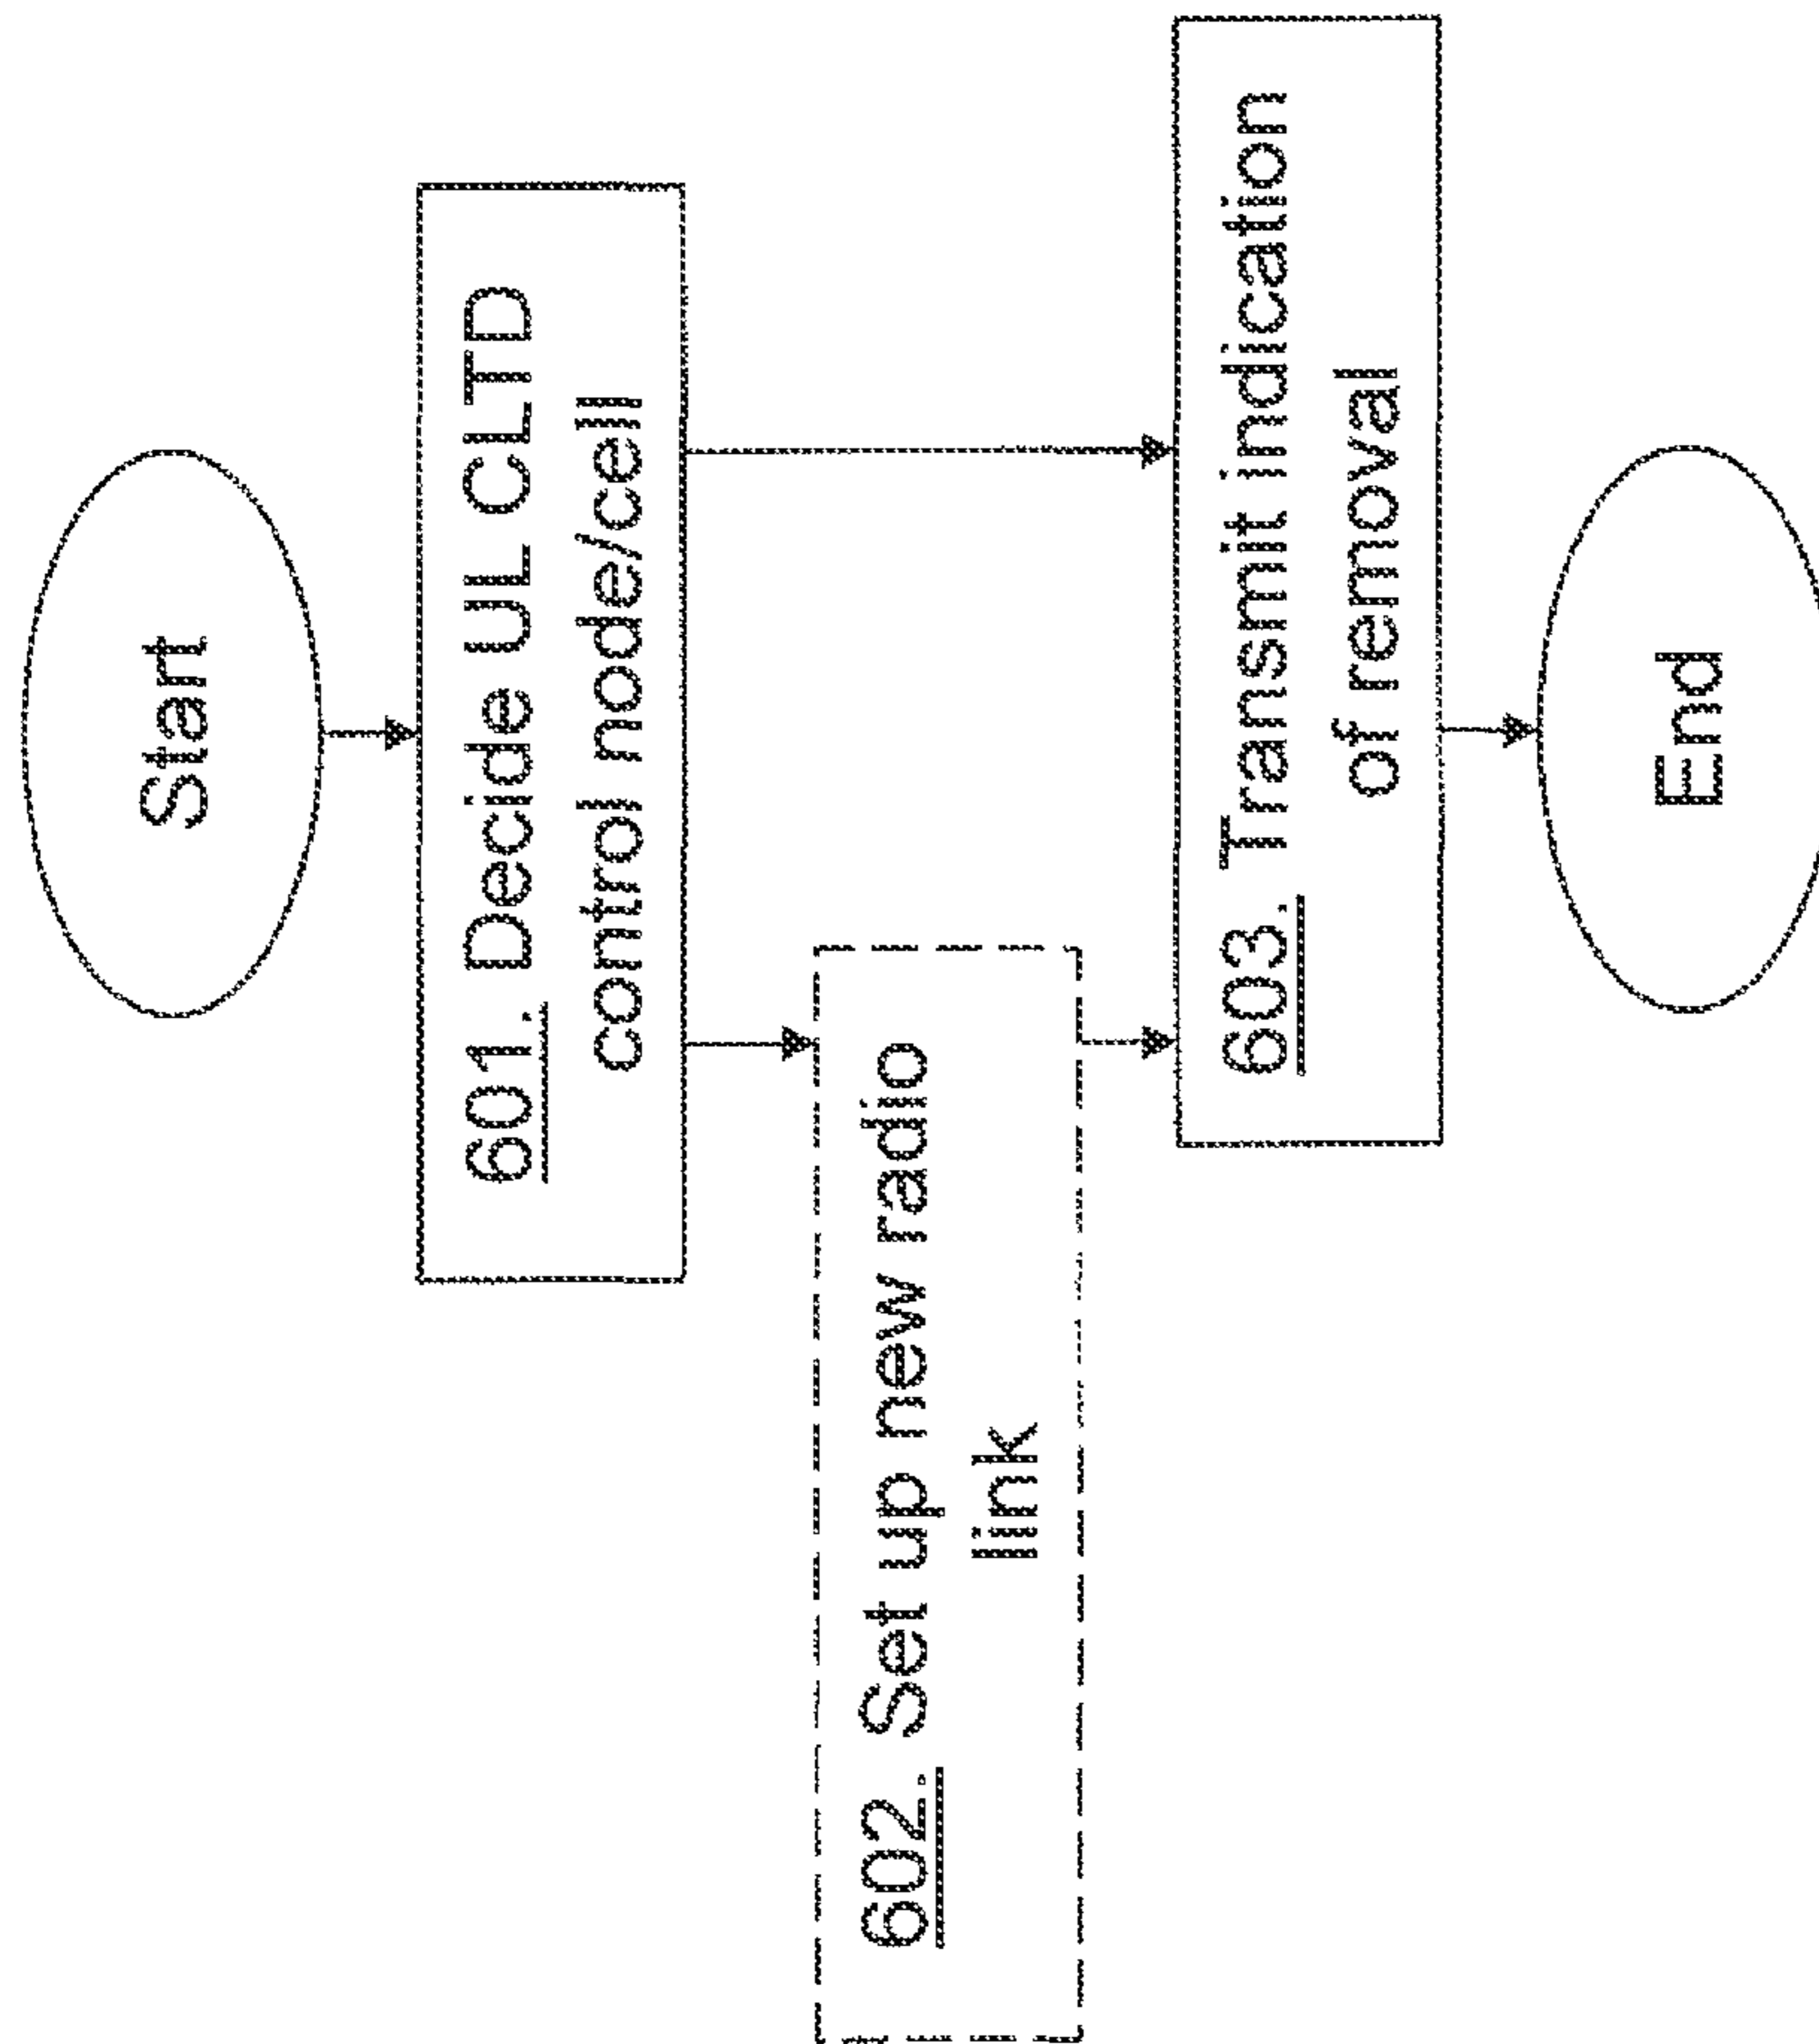 Start
601. Decide UL CLTD
control node/cell
602. Set up new radio
link
603. Transmit indication
of removal
End